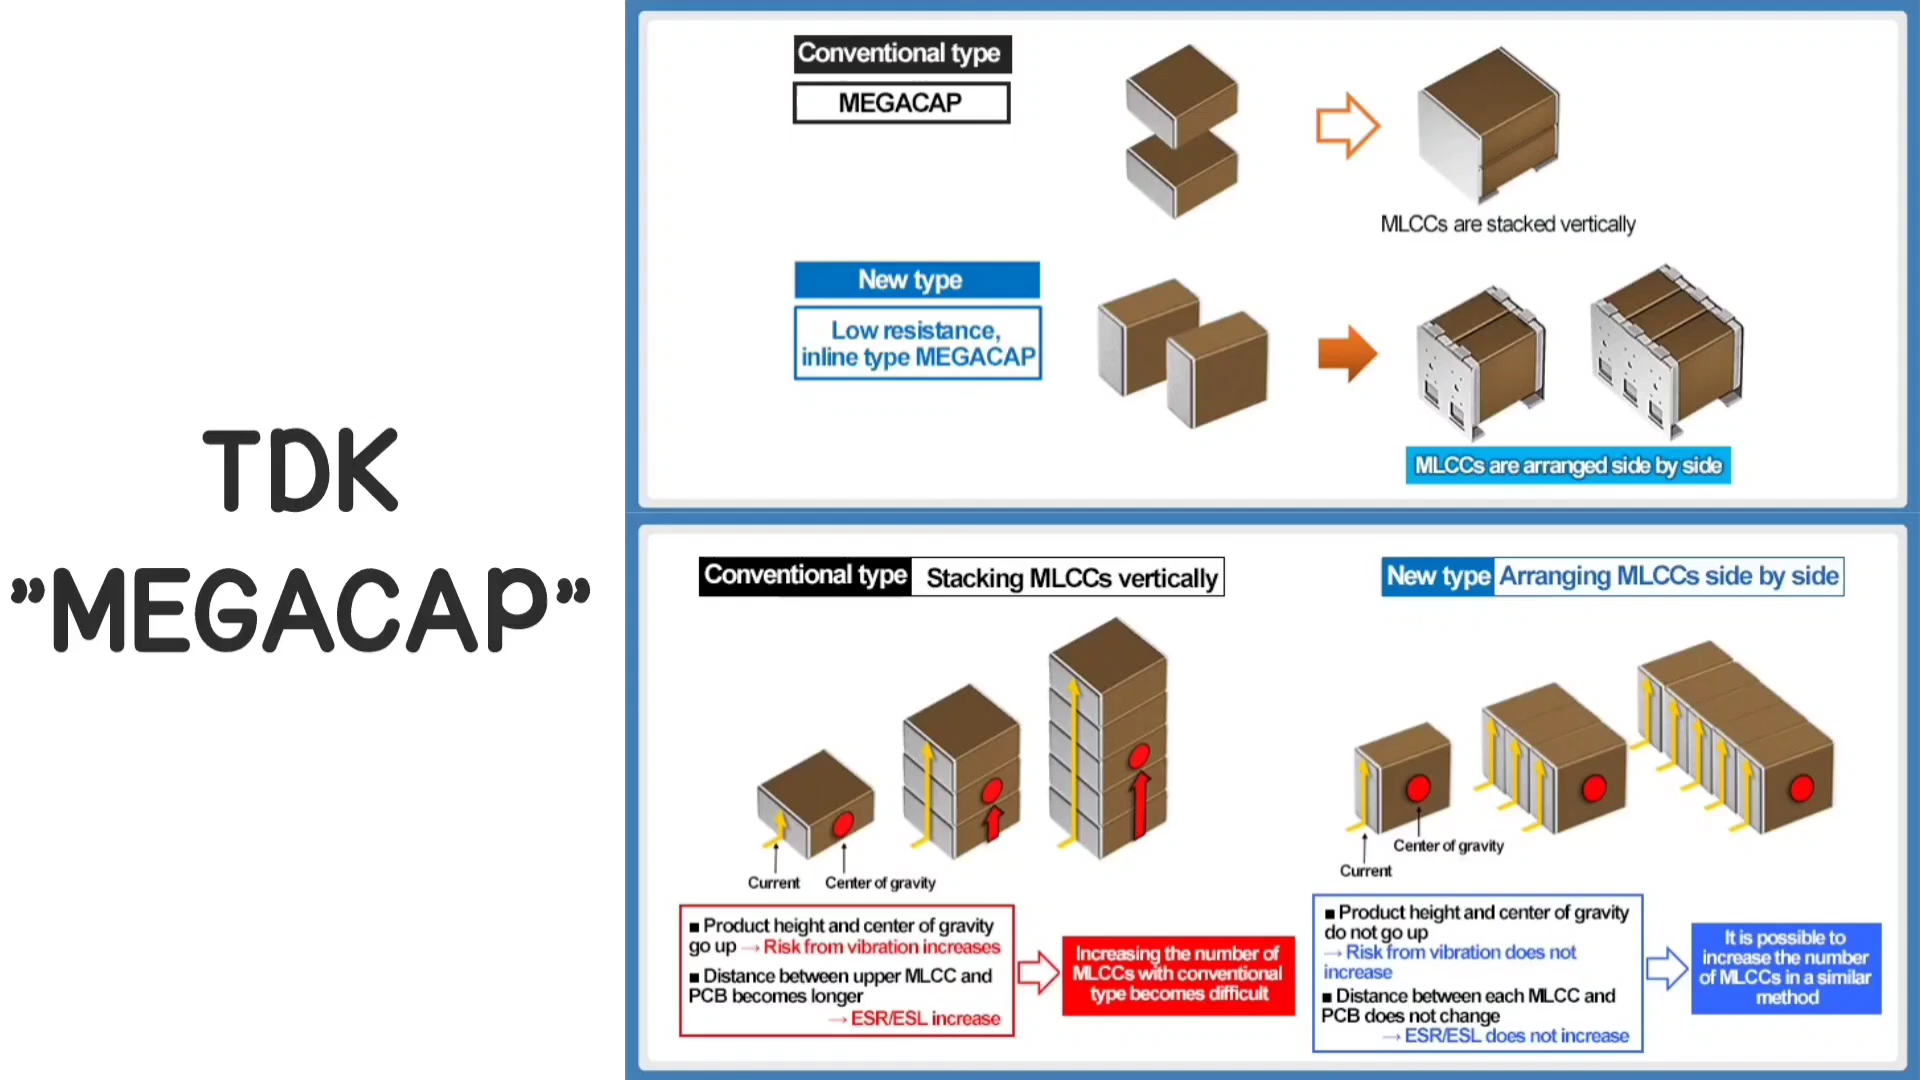 TDK
”MEGACAP”
Conventional type
MEGACAP
MLCCs are stacked vertically
New type
Low resistance,
inline type MEGACAP
MLCCs are arranged side by side
Conventional type Stacking MLCCs vertically
Current
Center of gravity
■ Product height and center of gravity
go up → Risk from vibration increases
■ Distance between upper MLCC and
PCB becomes longer
→ ESR/ESL increase
Increasing the number of
MLCCs with conventional
type becomes difficult
New type Arranging MLCCs side by side
Center of gravity
Current
■ Product height and center of gravity
do not go up
→ Risk from vibration does not
increase
■ Distance between each MLCC and
PCB does not change
→ ESR/ESL does not increase
It is possible to
increase the number
of MLCCs in a similar
method